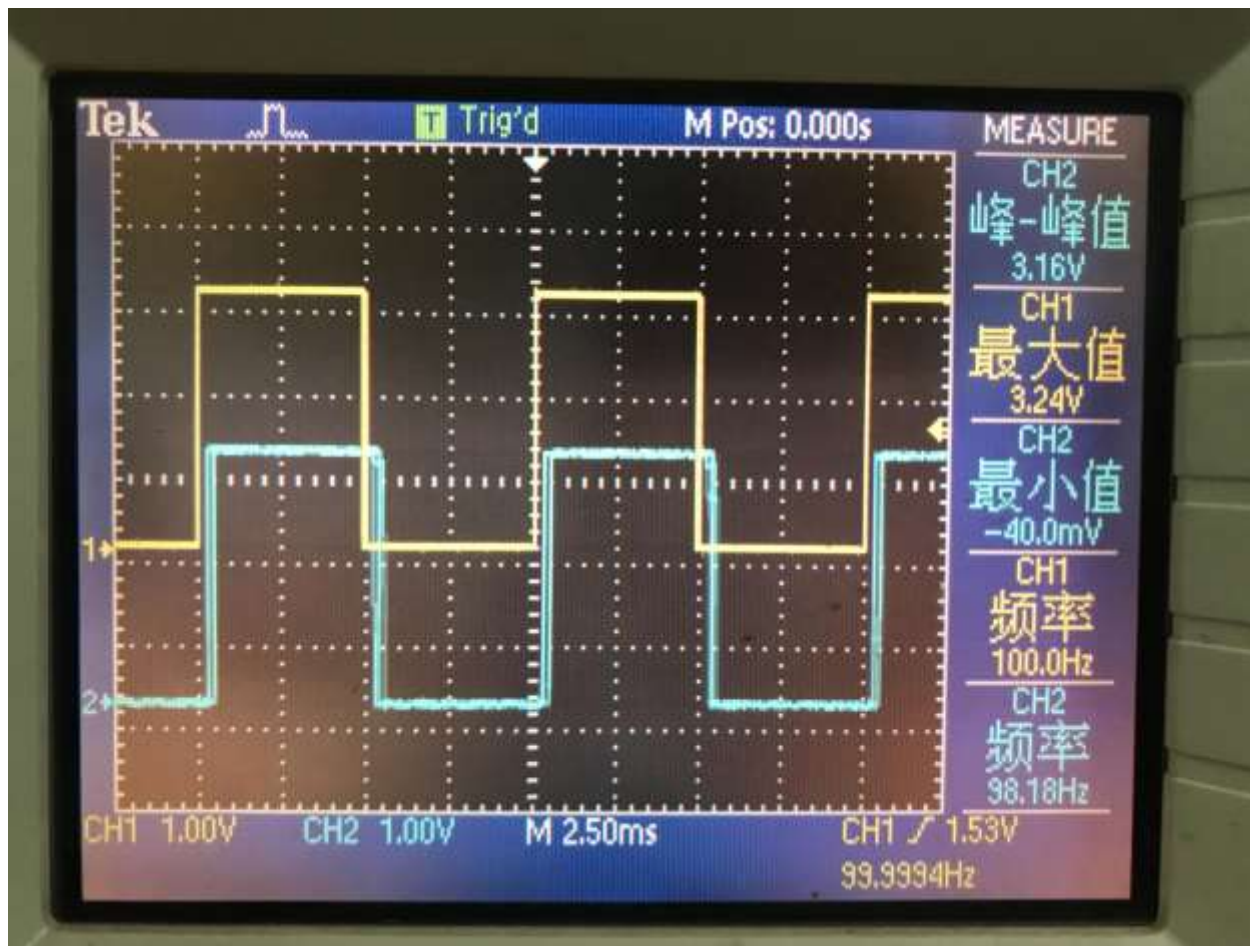 Tek T Trig'd M Pos: 0.000s MEASURE
CH2
峰-峰值
3.16V
CH1
最大值
3.24V
CH2
最小值
-40.0mV
CH1
频率
100.0Hz
CH2
频率
98.18Hz
1
2
CH1 1.00V CH2 1.00V M 2.50ms CH1 1.53V
99.9994Hz